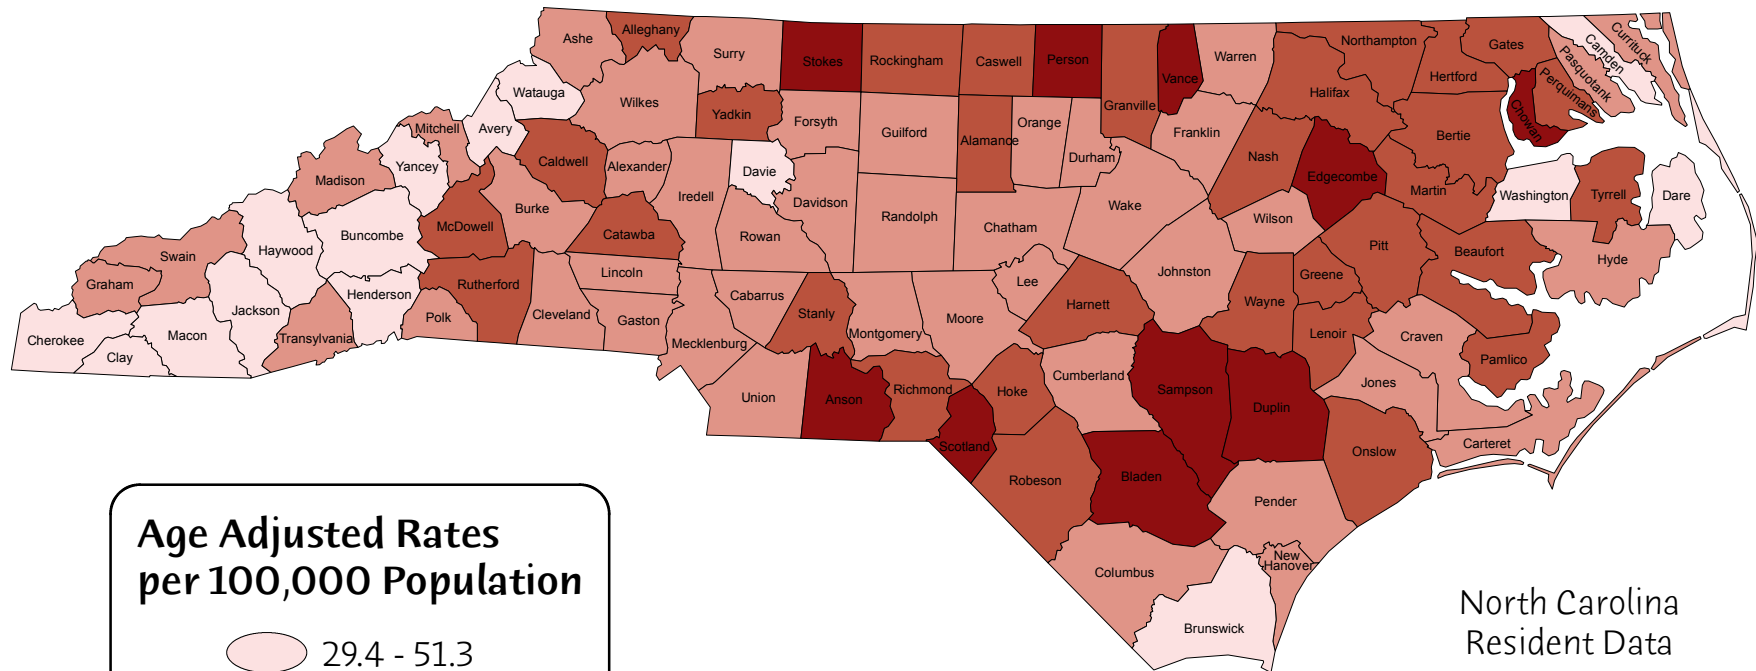 Ashe
Alleghany
Surry
Stokes
Rockingham
Caswell
Person
Granville
Vance
Warren
Northampton
Gates
Currituck
Camden
Pasquotank
Perquimans
Chowan
Hertford
Halifax
Bertie
Watauga
Wilkes
Yadkin
Forsyth
Guilford
Alamance
Orange
Durham
Franklin
Nash
Edgecombe
Martin
Washington
Tyrrell
Dare
Mitchell
Avery
Yancey
Caldwell
Alexander
Iredell
Davie
Davidson
Randolph
Chatham
Wake
Wilson
Madison
Burke
McDowell
Catawba
Rowan
Johnston
Greene
Pitt
Beaufort
Hyde
Buncombe
Haywood
Swain
Graham
Jackson
Henderson
Rutherford
Polk
Cleveland
Lincoln
Gaston
Cabarrus
Stanly
Montgomery
Moore
Lee
Harnett
Wayne
Lenoir
Craven
Pamlico
Cherokee
Clay
Macon
Transylvania
Mecklenburg
Union
Anson
Richmond
Scotland
Hoke
Cumberland
Sampson
Duplin
Jones
Carteret
Onslow
Robeson
Bladen
Pender
Columbus
New
Hanover
Brunswick
Age Adjusted Rates
per 100,000 Population
29.4 - 51.3
North Carolina
Resident Data